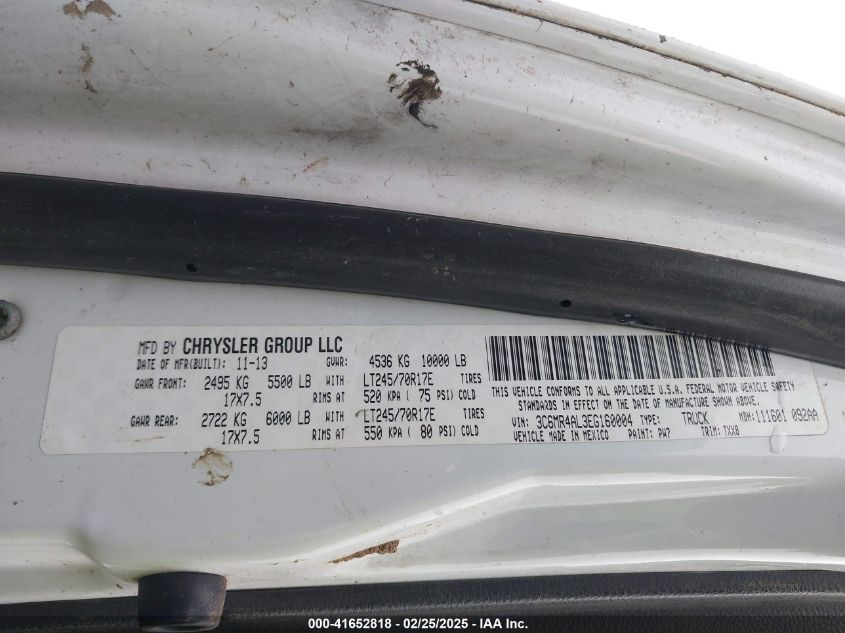 MFD BY CHRYSLER GROUP LLC
DATE OF MFR(BUILT): 11-13 GVWR: 4536 KG 10000 LB
GAWR FRONT: 2495 KG 5500 LB WITH LT245/70R17E TIRES
17X7.5 RIMS AT 520 KPA ( 75 PSI) COLD
GAWR REAR: 2722 KG 6000 LB WITH LT245/70R17E TIRES
17X7.5 RIMS AT 550 KPA ( 80 PSI) COLD
THIS VEHICLE CONFORMS TO ALL APPLICABLE U.S.A. FEDERAL MOTOR VEHICLE SAFETY
STANDARDS IN EFFECT ON THE DATE OF MANUFACTURE SHOWN ABOVE.
VIN: 3C6MR4AL3EG160004 TYPE: TRUCK MDH: 111601 092AA
VEHICLE MADE IN MEXICO PAINT: PW7 TRIM: TXX8
000-41652818 - 02/25/2025 - IAA Inc.